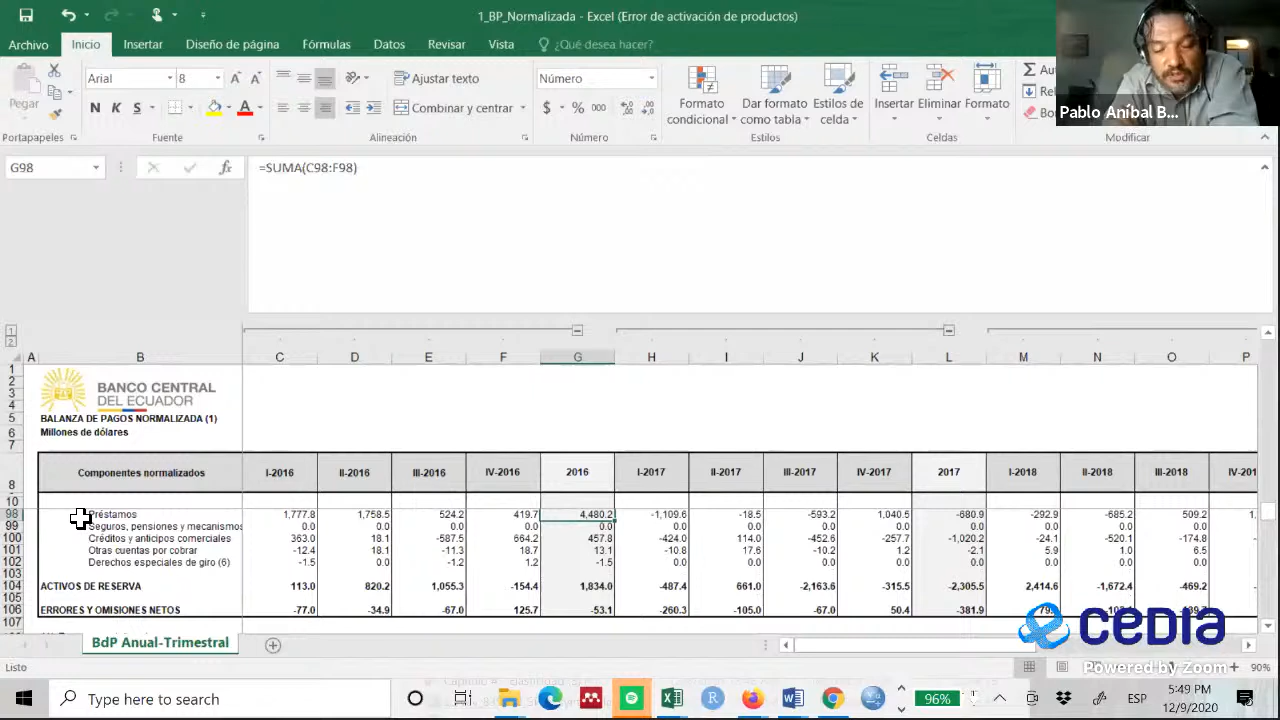 1_BP_Normalizada - Excel (Error de activación de productos)
Archivo Inicio Insertar Diseño de página Fórmulas Datos Revisar Vista ¿Qué desea hacer?
Pegar
Arial 8
Ajustar texto
Número
Formato condicional
Dar formato como tabla
Estilos de celda
Insertar Eliminar Formato
N K S
Combinar y centrar
$ % 000
Portapapeles Fuente Alineación Número Estilos Celdas Modificar
Pablo Aníbal B...
G98 fx =SUMA(C98:F98)
1
2
A B C D E F G H I J K L M N O P
BANCO CENTRAL
DEL ECUADOR
BALANZA DE PAGOS NORMALIZADA (1)
Millones de dólares
Componentes normalizados I-2016 II-2016 III-2016 IV-2016 2016 I-2017 II-2017 III-2017 IV-2017 2017 I-2018 II-2018 III-2018 IV-201
98 Préstamos 1,777.8 1,758.5 524.2 419.7 4,480.2 -1,109.6 -18.5 -593.2 1,040.5 -680.9 -292.9 -685.2 509.2 1,
99 Seguros, pensiones y mecanismos 0.0 0.0 0.0 0.0 0.0 0.0 0.0 0.0 0.0 0.0 0.0 0.0 0.0
100 Créditos y anticipos comerciales 363.0 18.1 -587.5 664.2 457.8 -424.0 114.0 -452.6 -257.7 -1,020.2 -24.1 -520.1 -174.8
101 Otras cuentas por cobrar -12.4 18.1 -11.3 18.7 13.1 -10.8 17.6 -10.2 1.2 -2.1 5.9 1.0 6.5
102 Derechos especiales de giro (6) -1.5 0.0 -1.2 1.2 -1.5 0.0 0.0 0.0 0.0 0.0 0.0 0.0 0.0
103
104 ACTIVOS DE RESERVA 113.0 820.2 1,055.3 -154.4 1,834.0 -487.4 661.0 -2,163.6 -315.5 -2,305.5 2,414.6 -1,672.4 -469.2
105
106 ERRORES Y OMISIONES NETOS -77.0 -34.9 -67.0 125.7 -53.1 -260.3 -105.0 -67.0 50.4 -381.9
107
BdP Anual-Trimestral
cedia
Powered by Zoom
Listo 90%
Type here to search
96% ESP
5:49 PM
12/9/2020